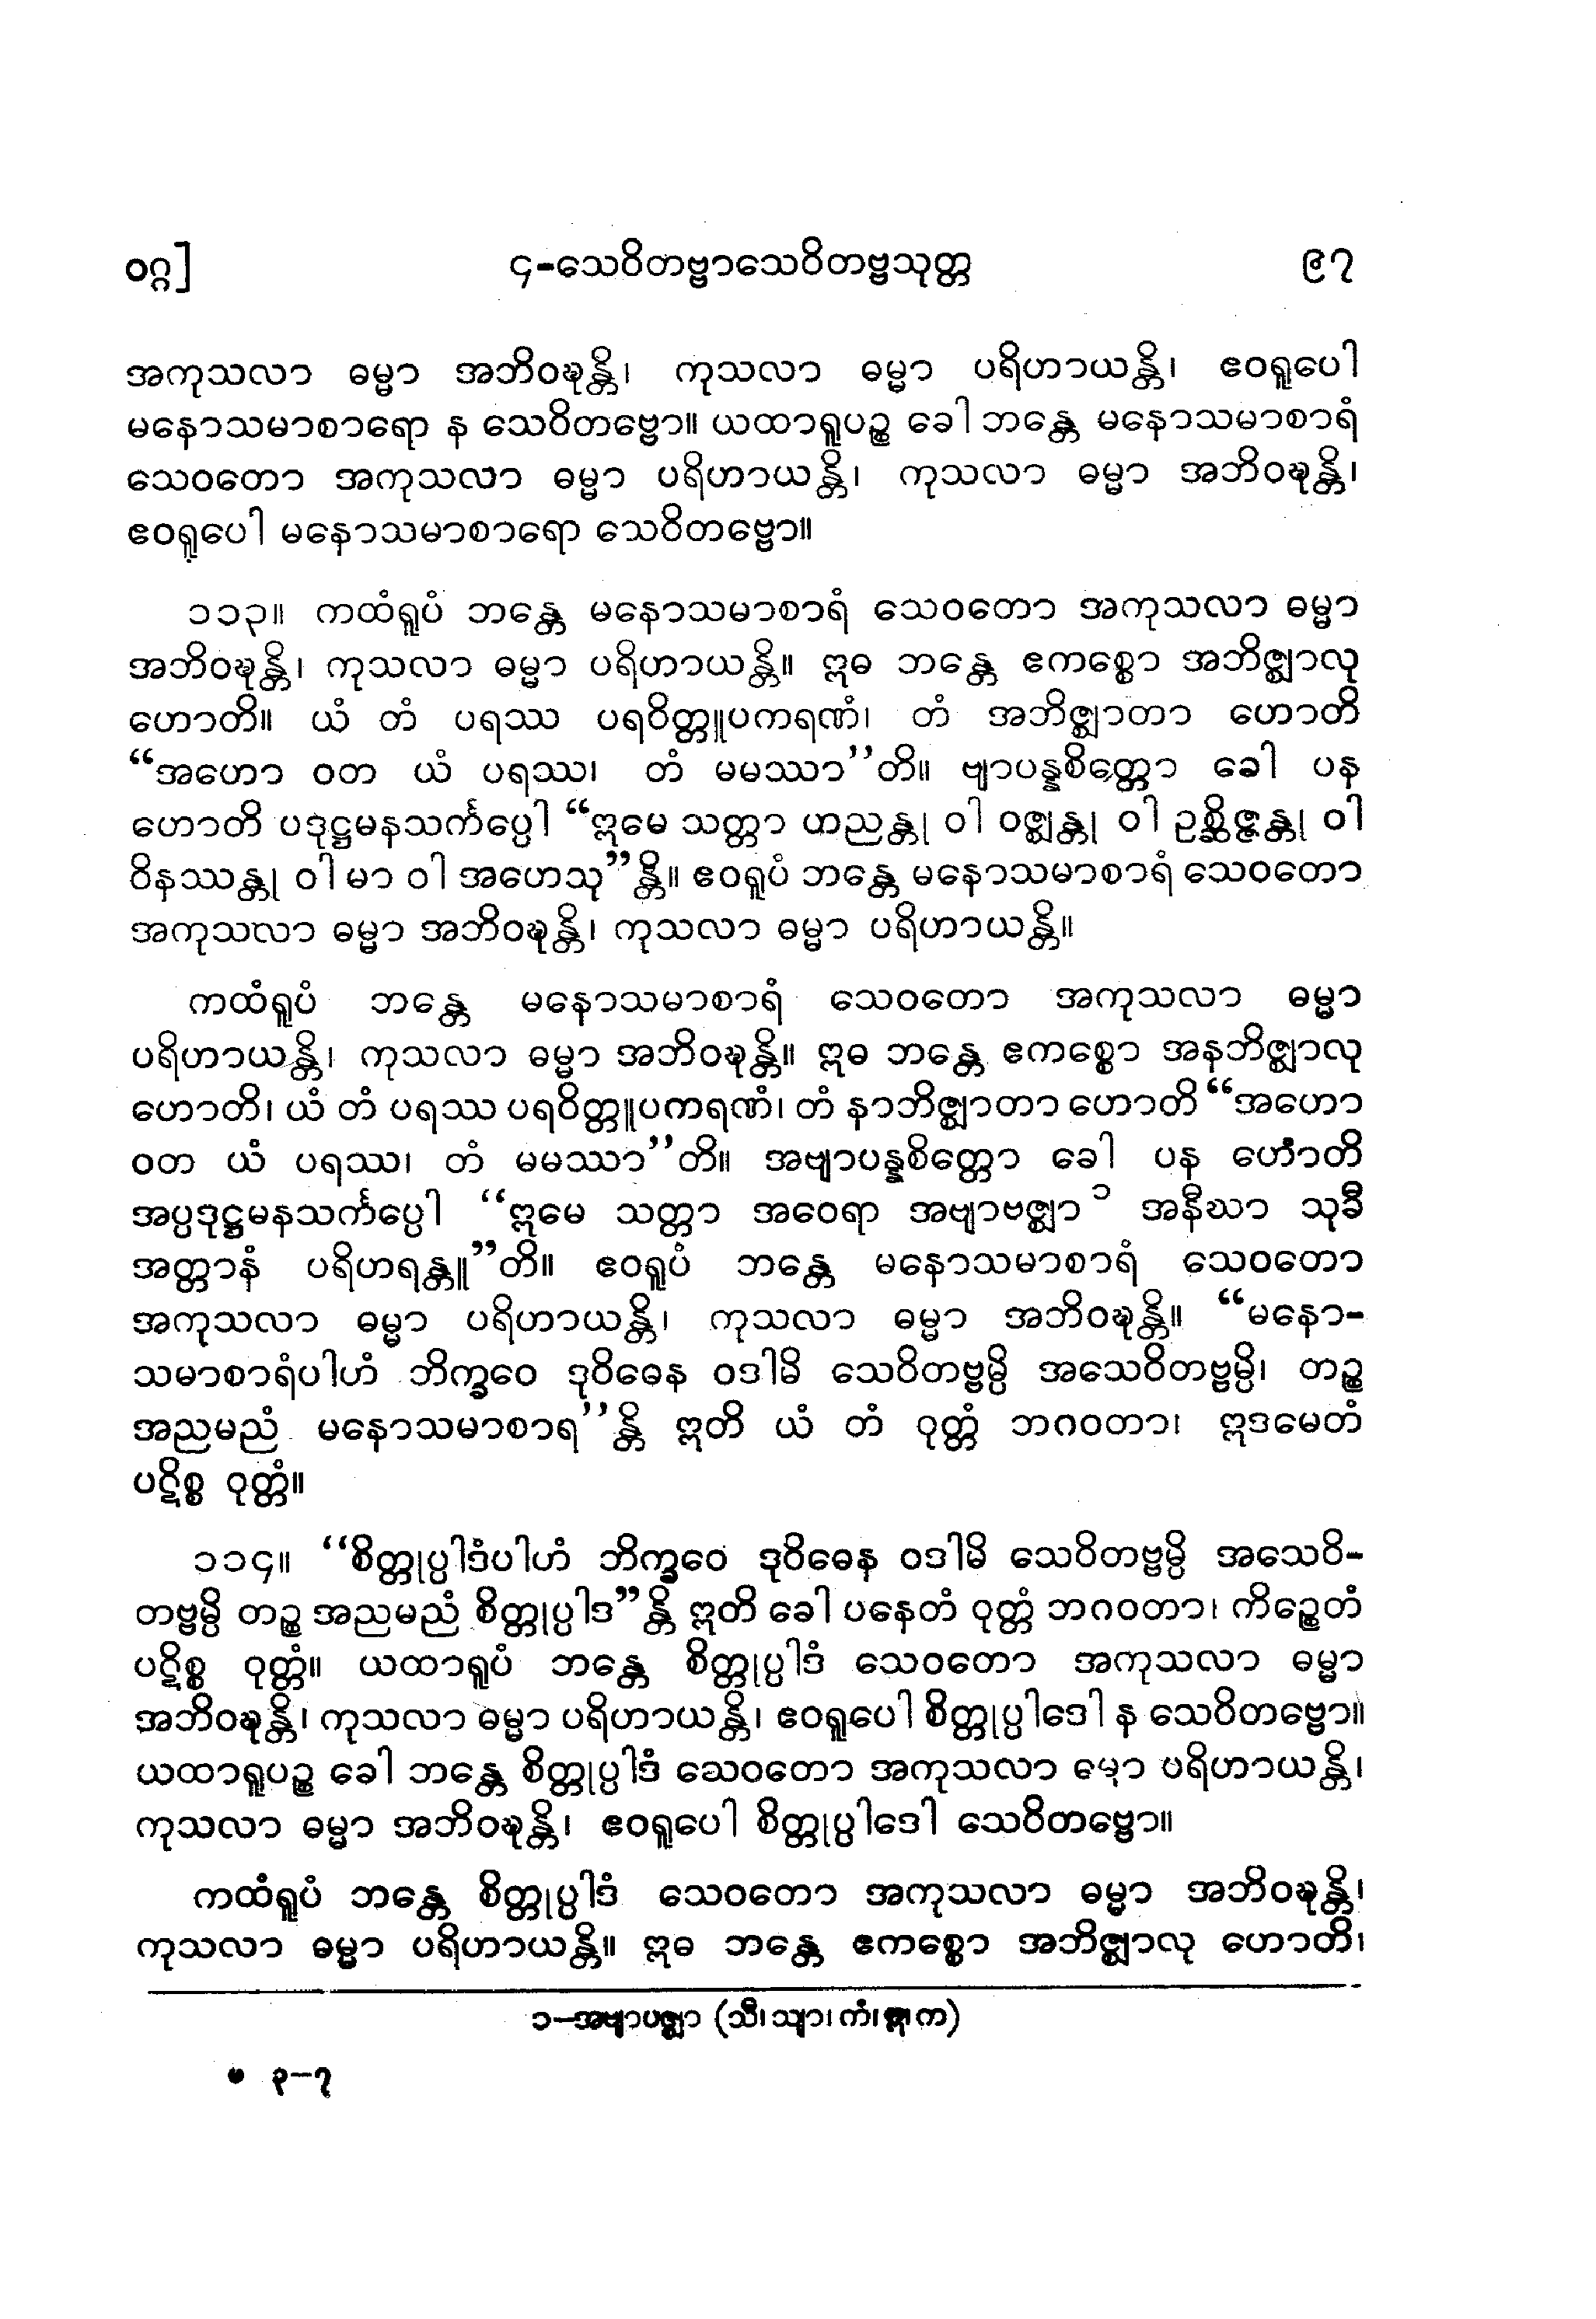 ဝဂ္ဂ] ၄-သေဝိတဗ္ဗာသေဝိတဗ္ဗသုတ္တ ၉၇
အကုသလာ ဓမ္မာ အဘိဝဍ္ဎန္တိ၊ ကုသလာ ဓမ္မာ ပရိဟာယန္တိ၊ ဧဝရူပေါ
မနောသမာစာရော န သေဝိတဗ္ဗော။ ယထာရူပဉ္စ ခေါ ဘန္တေ မနောသမာစာရံ
သေဝတော အကုသလာ ဓမ္မာ ပရိဟာယန္တိ၊ ကုသလာ ဓမ္မာ အဘိဝဍ္ဎန္တိ၊
ဧဝရူပေါ မနောသမာစာရော သေဝိတဗ္ဗော။
၁၁၃။ ကထံရူပံ ဘန္တေ မနောသမာစာရံ သေဝတော အကုသလာ ဓမ္မာ
အဘိဝဍ္ဎန္တိ၊ ကုသလာ ဓမ္မာ ပရိဟာယန္တိ။ ဣဓ ဘန္တေ ဧကစ္စော အဘိဇ္ဈာလု
ဟောတိ။ ယံ တံ ပရဿ ပရဝိတ္တူပကရဏံ၊ တံ အဘိဇ္ဈာတာ ဟောတိ
“အဟော ဝတ ယံ ပရဿ၊ တံ မမဿာ”တိ။ ဗျာပန္နစိတ္တော ခေါ ပန
ဟောတိ ပဒုဋ္ဌမနသင်္ကပ္ပေါ “ဣမေ သတ္တာ ဟညန္တု ဝါ ဝဇ္ဈန္တု ဝါ ဥစ္ဆိဇ္ဇန္တု ဝါ
ဝိနဿန္တု ဝါ မာ ဝါ အဟေသု”န္တိ။ ဧဝရူပံ ဘန္တေ မနောသမာစာရံ သေဝတော
အကုသလာ ဓမ္မာ အဘိဝဍ္ဎန္တိ၊ ကုသလာ ဓမ္မာ ပရိဟာယန္တိ။
ကထံရူပံ ဘန္တေ မနောသမာစာရံ သေဝတော အကုသလာ ဓမ္မာ
ပရိဟာယန္တိ၊ ကုသလာ ဓမ္မာ အဘိဝဍ္ဎန္တိ။ ဣဓ ဘန္တေ ဧကစ္စော အနဘိဇ္ဈာလု
ဟောတိ၊ ယံ တံ ပရဿ ပရဝိတ္တူပကရဏံ၊ တံ နာဘိဇ္ဈာတာ ဟောတိ “အဟော
ဝတ ယံ ပရဿ၊ တံ မမဿာ”တိ။ အဗျာပန္နစိတ္တော ခေါ ပန ဟောတိ
အပ္ပဒုဋ္ဌမနသင်္ကပ္ပေါ “ဣမေ သတ္တာ အဝေရာ အဗျာဗဇ္ဈာ ၁ အနီဃာ သုခီ
အတ္တာနံ ပရိဟရန္တူ”တိ။ ဧဝရူပံ ဘန္တေ မနောသမာစာရံ သေဝတော
အကုသလာ ဓမ္မာ ပရိဟာယန္တိ၊ ကုသလာ ဓမ္မာ အဘိဝဍ္ဎန္တိ။ “မနော-
သမာစာရံပါဟံ ဘိက္ခဝေ ဒုဝိဓေန ဝဒါမိ သေဝိတဗ္ဗမ္ပိ အသေဝိတဗ္ဗမ္ပိ၊ တဉ္စ
အညမညံ မနောသမာစာရ”န္တိ ဣတိ ယံ တံ ဝုတ္တံ ဘဂဝတာ၊ ဣဒမေတံ
ပဋိစ္စ ဝုတ္တံ။
၁၁၄။ “စိတ္တုပ္ပါဒံပါဟံ ဘိက္ခဝေ ဒုဝိဓေန ဝဒါမိ သေဝိတဗ္ဗမ္ပိ အသေဝိ-
တဗ္ဗမ္ပိ တဉ္စ အညမညံ စိတ္တုပ္ပါဒ”န္တိ ဣတိ ခေါ ပနေတံ ဝုတ္တံ ဘဂဝတာ၊ ကိဉ္စေတံ
ပဋိစ္စ ဝုတ္တံ။ ယထာရူပံ ဘန္တေ စိတ္တုပ္ပါဒံ သေဝတော အကုသလာ ဓမ္မာ
အဘိဝဍ္ဎန္တိ၊ ကုသလာ ဓမ္မာ ပရိဟာယန္တိ၊ ဧဝရူပေါ စိတ္တုပ္ပါဒေါ န သေဝိတဗ္ဗော။
ယထာရူပဉ္စ ခေါ ဘန္တေ စိတ္တုပ္ပါဒံ သေဝတော အကုသလာ ဓမ္မာ ပရိဟာယန္တိ၊
ကုသလာ ဓမ္မာ အဘိဝဍ္ဎန္တိ၊ ဧဝရူပေါ စိတ္တုပ္ပါဒေါ သေဝိတဗ္ဗော။
ကထံရူပံ ဘန္တေ စိတ္တုပ္ပါဒံ သေဝတော အကုသလာ ဓမ္မာ အဘိဝဍ္ဎန္တိ၊
ကုသလာ ဓမ္မာ ပရိဟာယန္တိ။ ဣဓ ဘန္တေ ဧကစ္စော အဘိဇ္ဈာလု ဟောတိ၊
၁-အဗျာပဇ္ဈာ (သီ၊ သျာ၊ ကံ၊ ဣ၊ က)
မ ၃-၇